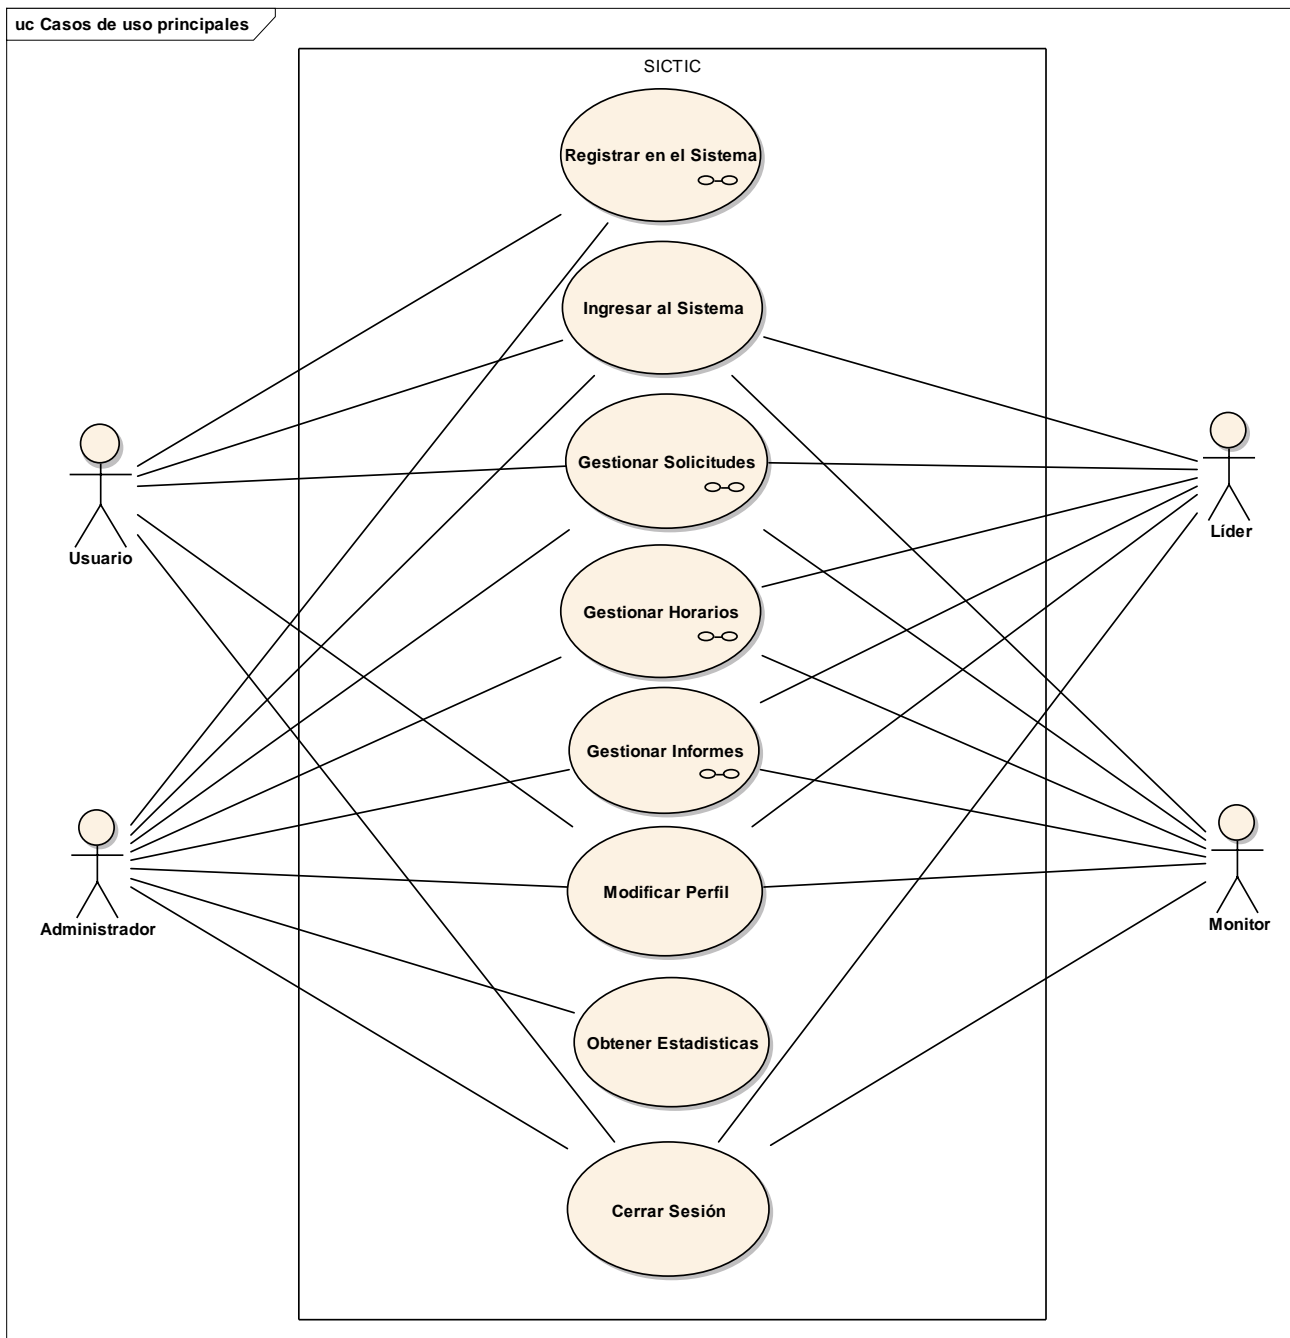 uc Casos de uso principales
SICTIC
Registrar en el Sistema
Ingresar al Sistema
Gestionar Solicitudes
Usuario
Líder
Gestionar Horarios
Gestionar Informes
Modificar Perfil
Administrador
Monitor
Obtener Estadisticas
Cerrar Sesión